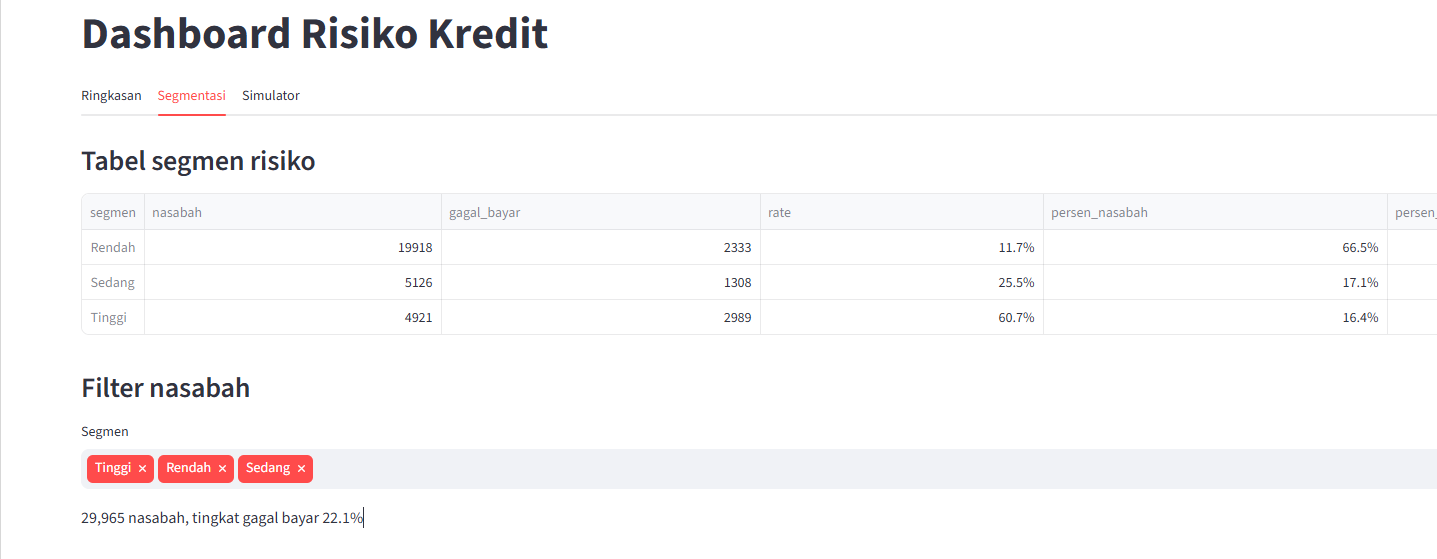 Dashboard Risiko Kredit
Ringkasan Segmentasi Simulator
Tabel segmen risiko
segmen nasabah gagal_bayar rate persen_nasabah persen_
Rendah 19918 2333 11.7% 66.5%
Sedang 5126 1308 25.5% 17.1%
Tinggi 4921 2989 60.7% 16.4%
Filter nasabah
Segmen
Tinggi × Rendah × Sedang ×
29,965 nasabah, tingkat gagal bayar 22.1%